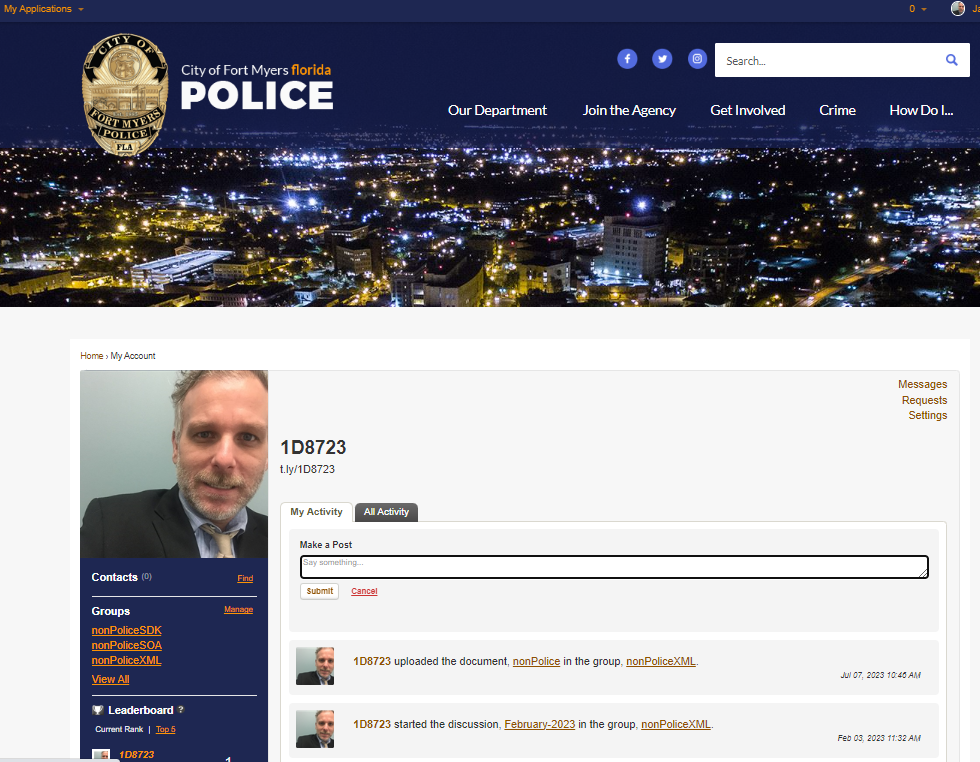 My Applications
0
Ja
CITY OF
FORT MYERS
POLICE
FLA
City of Fort Myers florida
POLICE
Search...
Our Department
Join the Agency
Get Involved
Crime
How Do I...
Home › My Account
Messages
Requests
Settings
1D8723
t.ly/1D8723
My Activity
All Activity
Make a Post
Say something...
Submit
Cancel
Contacts (0)
Find
Groups
Manage
nonPoliceSDK
nonPoliceSOA
nonPoliceXML
View All
Leaderboard ?
Current Rank | Top 5
1D8723
1
1D8723 uploaded the document, nonPolice in the group, nonPoliceXML.
Jul 07, 2023 10:46 AM
1D8723 started the discussion, February-2023 in the group, nonPoliceXML.
Feb 03, 2023 11:32 AM